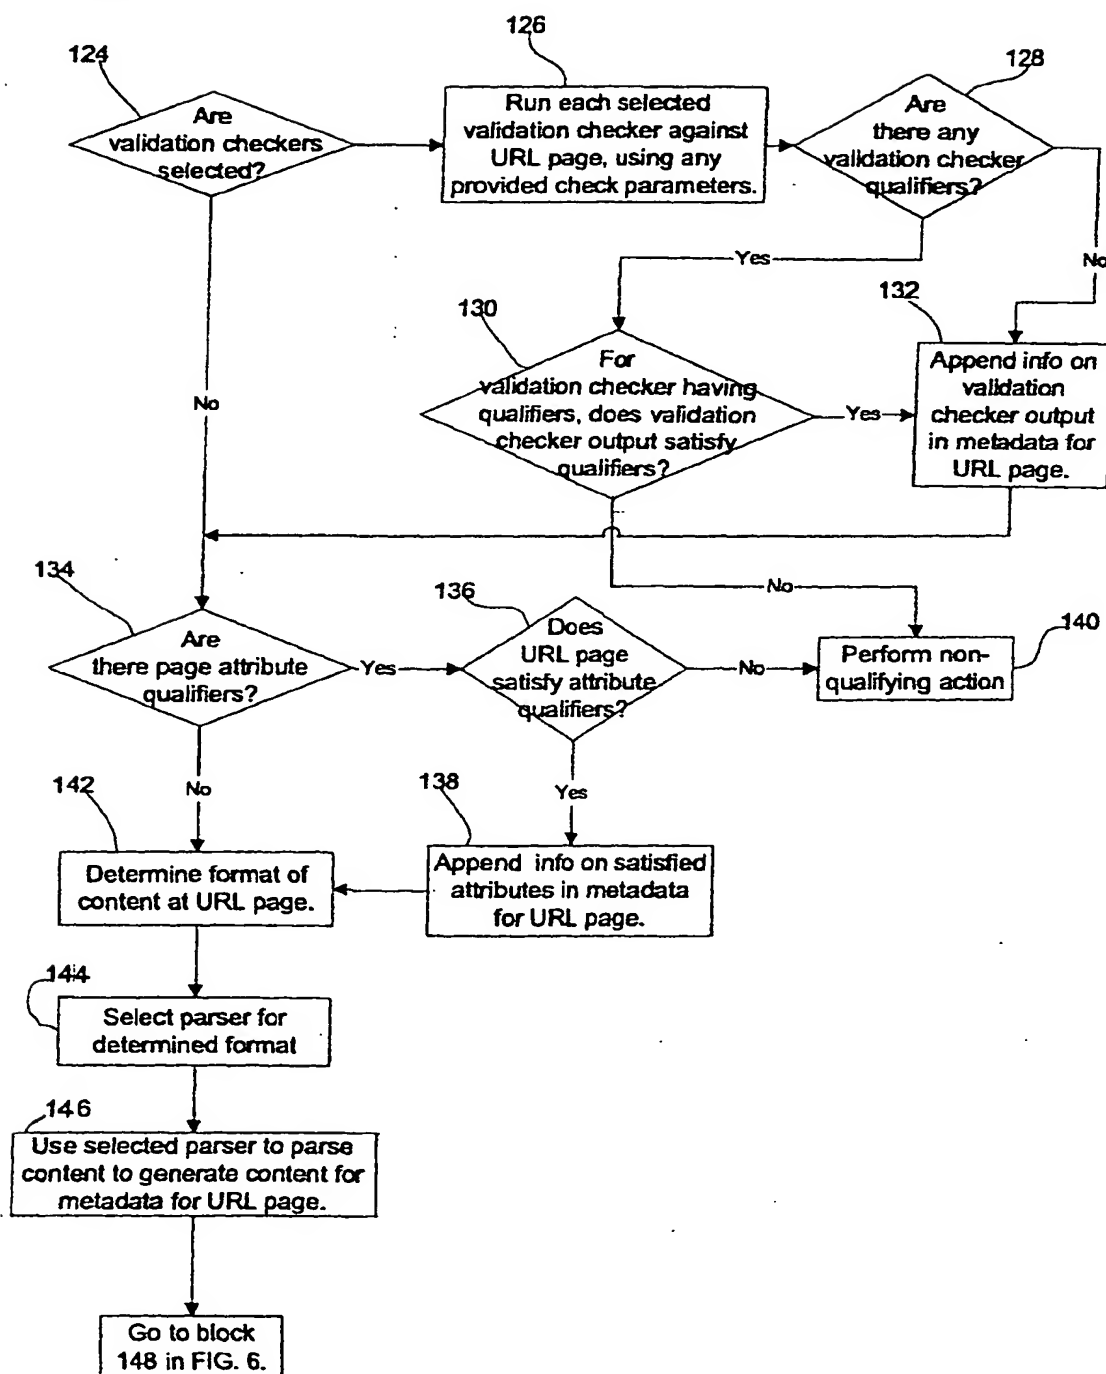 124
Are
validation checkers
selected?
126
Run each selected
validation checker against
URL page, using any
provided check parameters.
128
Are
there any
validation checker
qualifiers?
Yes
No
130
For
validation checker having
qualifiers, does validation
checker output satisfy
qualifiers?
Yes
132
Append info on
validation
checker output
in metadata for
URL page.
No
No
134
Are
there page attribute
qualifiers?
Yes
136
Does
URL page
satisfy attribute
qualifiers?
No
140
Perform non-
qualifying action
No
Yes
142
Determine format of
content at URL page.
138
Append info on satisfied
attributes in metadata
for URL page.
144
Select parser for
determined format
146
Use selected parser to parse
content to generate content for
metadata for URL page.
Go to block
148 in FIG. 6.